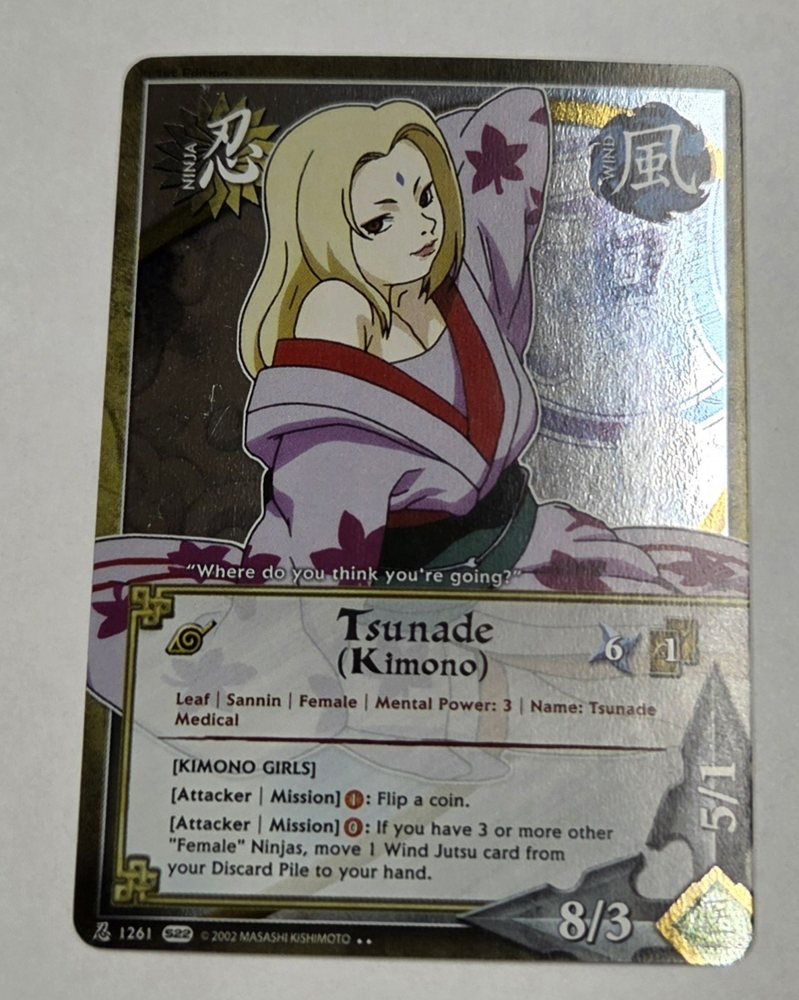 1st Edition
NINJA 忍
WIND 風
"Where do you think you're going?"
Tsunade
(Kimono)
6 1
Leaf | Sannin | Female | Mental Power: 3 | Name: Tsunade
Medical
[KIMONO GIRLS]
[Attacker | Mission] 1: Flip a coin.
[Attacker | Mission] 0: If you have 3 or more other
"Female" Ninjas, move 1 Wind Jutsu card from
your Discard Pile to your hand.
5/1
8/3
忍 1261 S22 © 2002 MASASHI KISHIMOTO